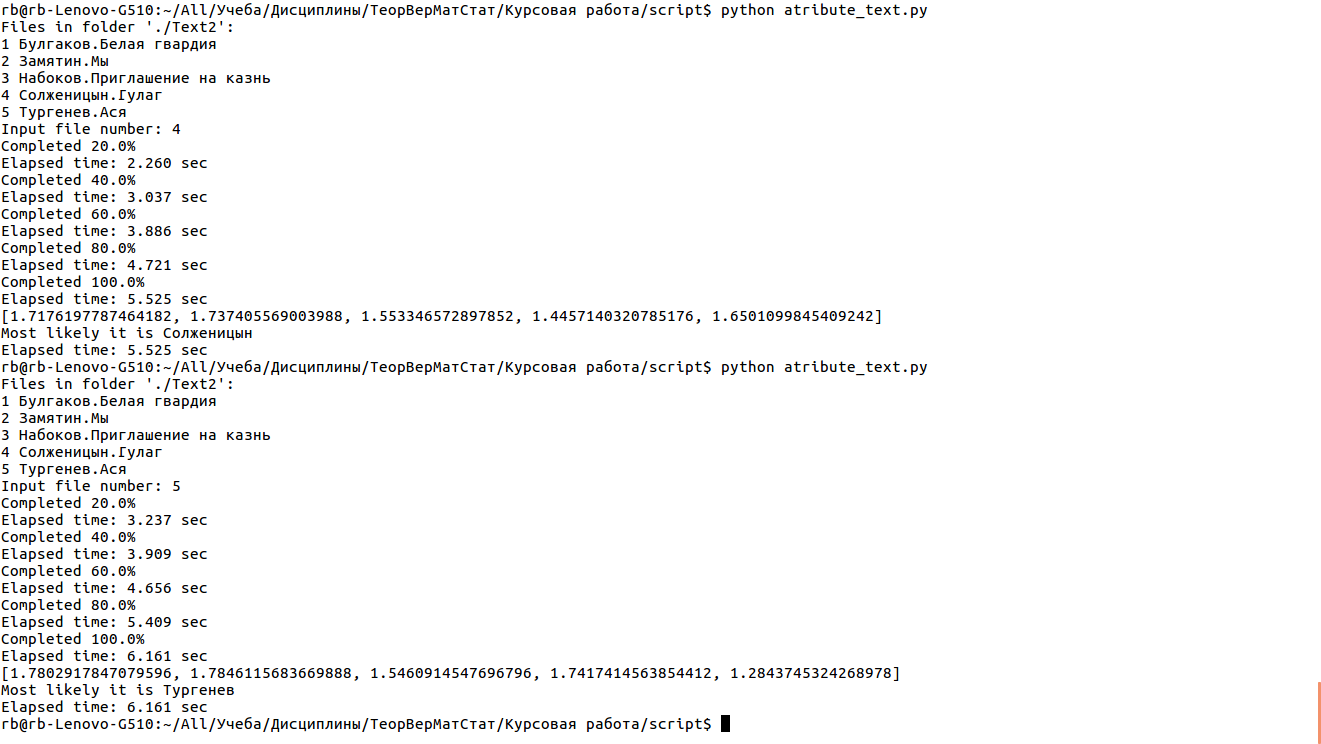 rb@rb-Lenovo-G510:~/All/Учеба/Дисциплины/ТеорВерМатСтат/Курсовая работа/script$ python atribute_text.py
Files in folder './Text2':
1 Булгаков.Белая гвардия
2 Замятин.Мы
3 Набоков.Приглашение на казнь
4 Солженицын.Гулаг
5 Тургенев.Ася
Input file number: 4
Completed 20.0%
Elapsed time: 2.260 sec
Completed 40.0%
Elapsed time: 3.037 sec
Completed 60.0%
Elapsed time: 3.886 sec
Completed 80.0%
Elapsed time: 4.721 sec
Completed 100.0%
Elapsed time: 5.525 sec
[1.7176197787464182, 1.737405569003988, 1.553346572897852, 1.4457140320785176, 1.6501099845409242]
Most likely it is Солженицын
Elapsed time: 5.525 sec
rb@rb-Lenovo-G510:~/All/Учеба/Дисциплины/ТеорВерМатСтат/Курсовая работа/script$ python atribute_text.py
Files in folder './Text2':
1 Булгаков.Белая гвардия
2 Замятин.Мы
3 Набоков.Приглашение на казнь
4 Солженицын.Гулаг
5 Тургенев.Ася
Input file number: 5
Completed 20.0%
Elapsed time: 3.237 sec
Completed 40.0%
Elapsed time: 3.909 sec
Completed 60.0%
Elapsed time: 4.656 sec
Completed 80.0%
Elapsed time: 5.409 sec
Completed 100.0%
Elapsed time: 6.161 sec
[1.7802917847079596, 1.7846115683669888, 1.5460914547696796, 1.7417414563854412, 1.2843745324268978]
Most likely it is Тургенев
Elapsed time: 6.161 sec
rb@rb-Lenovo-G510:~/All/Учеба/Дисциплины/ТеорВерМатСтат/Курсовая работа/script$